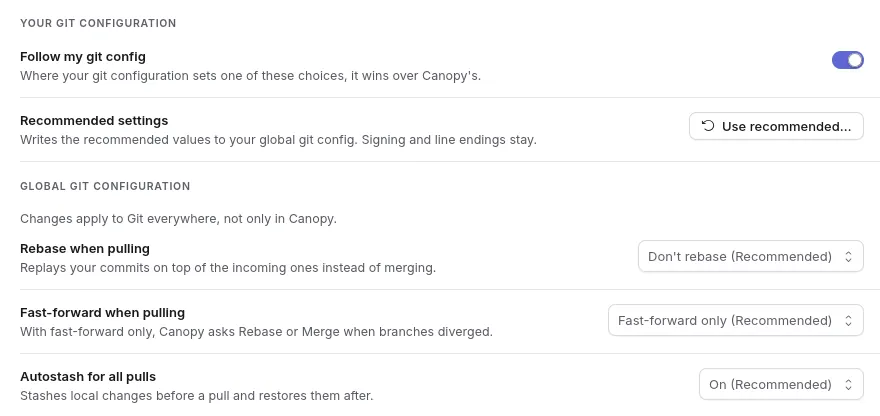 YOUR GIT CONFIGURATION
Follow my git config
Where your git configuration sets one of these choices, it wins over Canopy's.
Recommended settings
Writes the recommended values to your global git config. Signing and line endings stay.
Use recommended...
GLOBAL GIT CONFIGURATION
Changes apply to Git everywhere, not only in Canopy.
Rebase when pulling
Replays your commits on top of the incoming ones instead of merging.
Don't rebase (Recommended)
Fast-forward when pulling
With fast-forward only, Canopy asks Rebase or Merge when branches diverged.
Fast-forward only (Recommended)
Autostash for all pulls
Stashes local changes before a pull and restores them after.
On (Recommended)